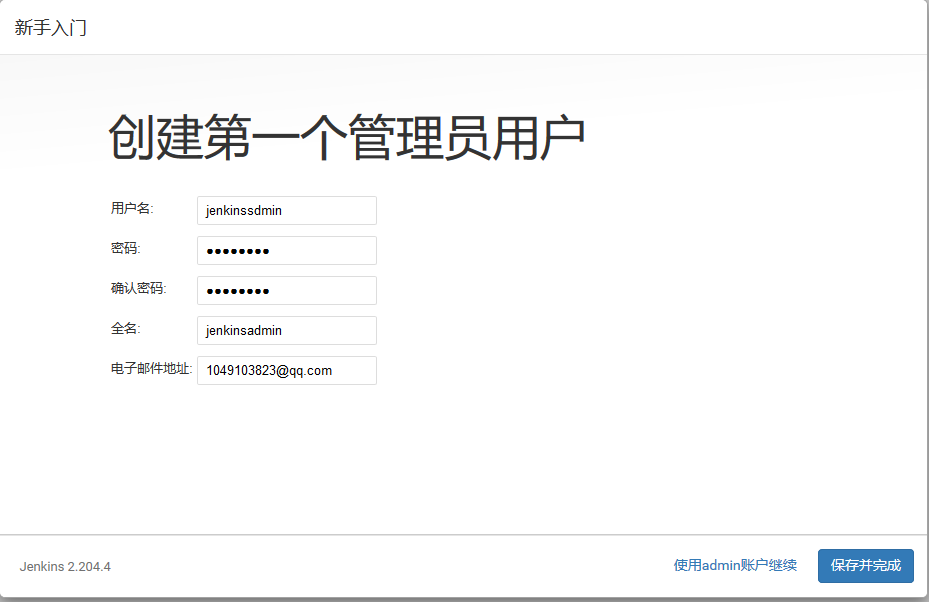 新手入门
创建第一个管理员用户
用户名: jenkinssdmin
密码: ••••••••
确认密码: ••••••••
全名: jenkinsadmin
电子邮件地址: 1049103823@qq.com
Jenkins 2.204.4 使用admin账户继续 保存并完成